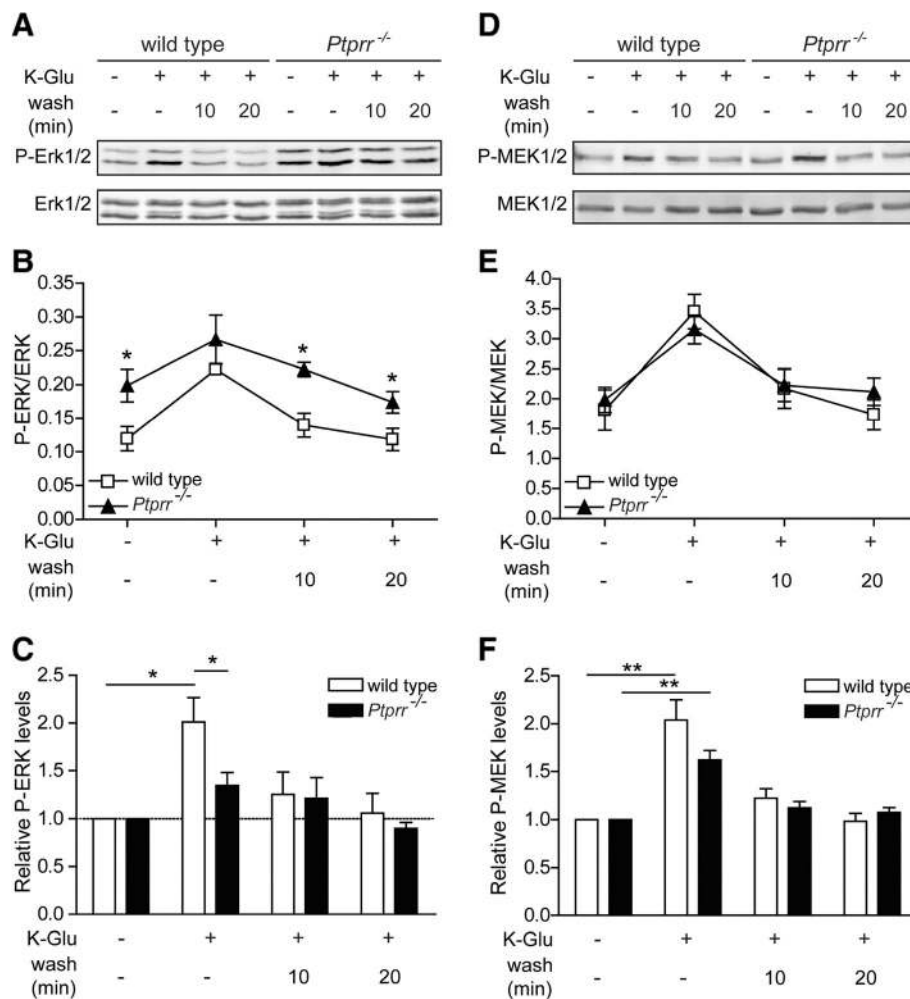 A
wild type Ptprr -/-
K-Glu - + + + - + + +
wash (min) - - 10 20 - - 10 20
P-Erk1/2
Erk1/2
B
0.35
0.30
0.25
0.20
0.15
0.10
0.05
0.00
P-ERK/ERK
* * *
wild type
Ptprr -/-
K-Glu - + + +
wash (min) - - 10 20
C
2.5
2.0
1.5
1.0
0.5
0.0
Relative P-ERK levels
* *
wild type
Ptprr -/-
K-Glu - + + +
wash (min) - - 10 20
D
wild type Ptprr -/-
K-Glu - + + + - + + +
wash (min) - - 10 20 - - 10 20
P-MEK1/2
MEK1/2
E
4.0
3.5
3.0
2.5
2.0
1.5
1.0
0.5
0.0
P-MEK/MEK
wild type
Ptprr -/-
K-Glu - + + +
wash (min) - - 10 20
F
2.5
2.0
1.5
1.0
0.5
0.0
Relative P-MEK levels
** **
wild type
Ptprr -/-
K-Glu - + + +
wash (min) - - 10 20